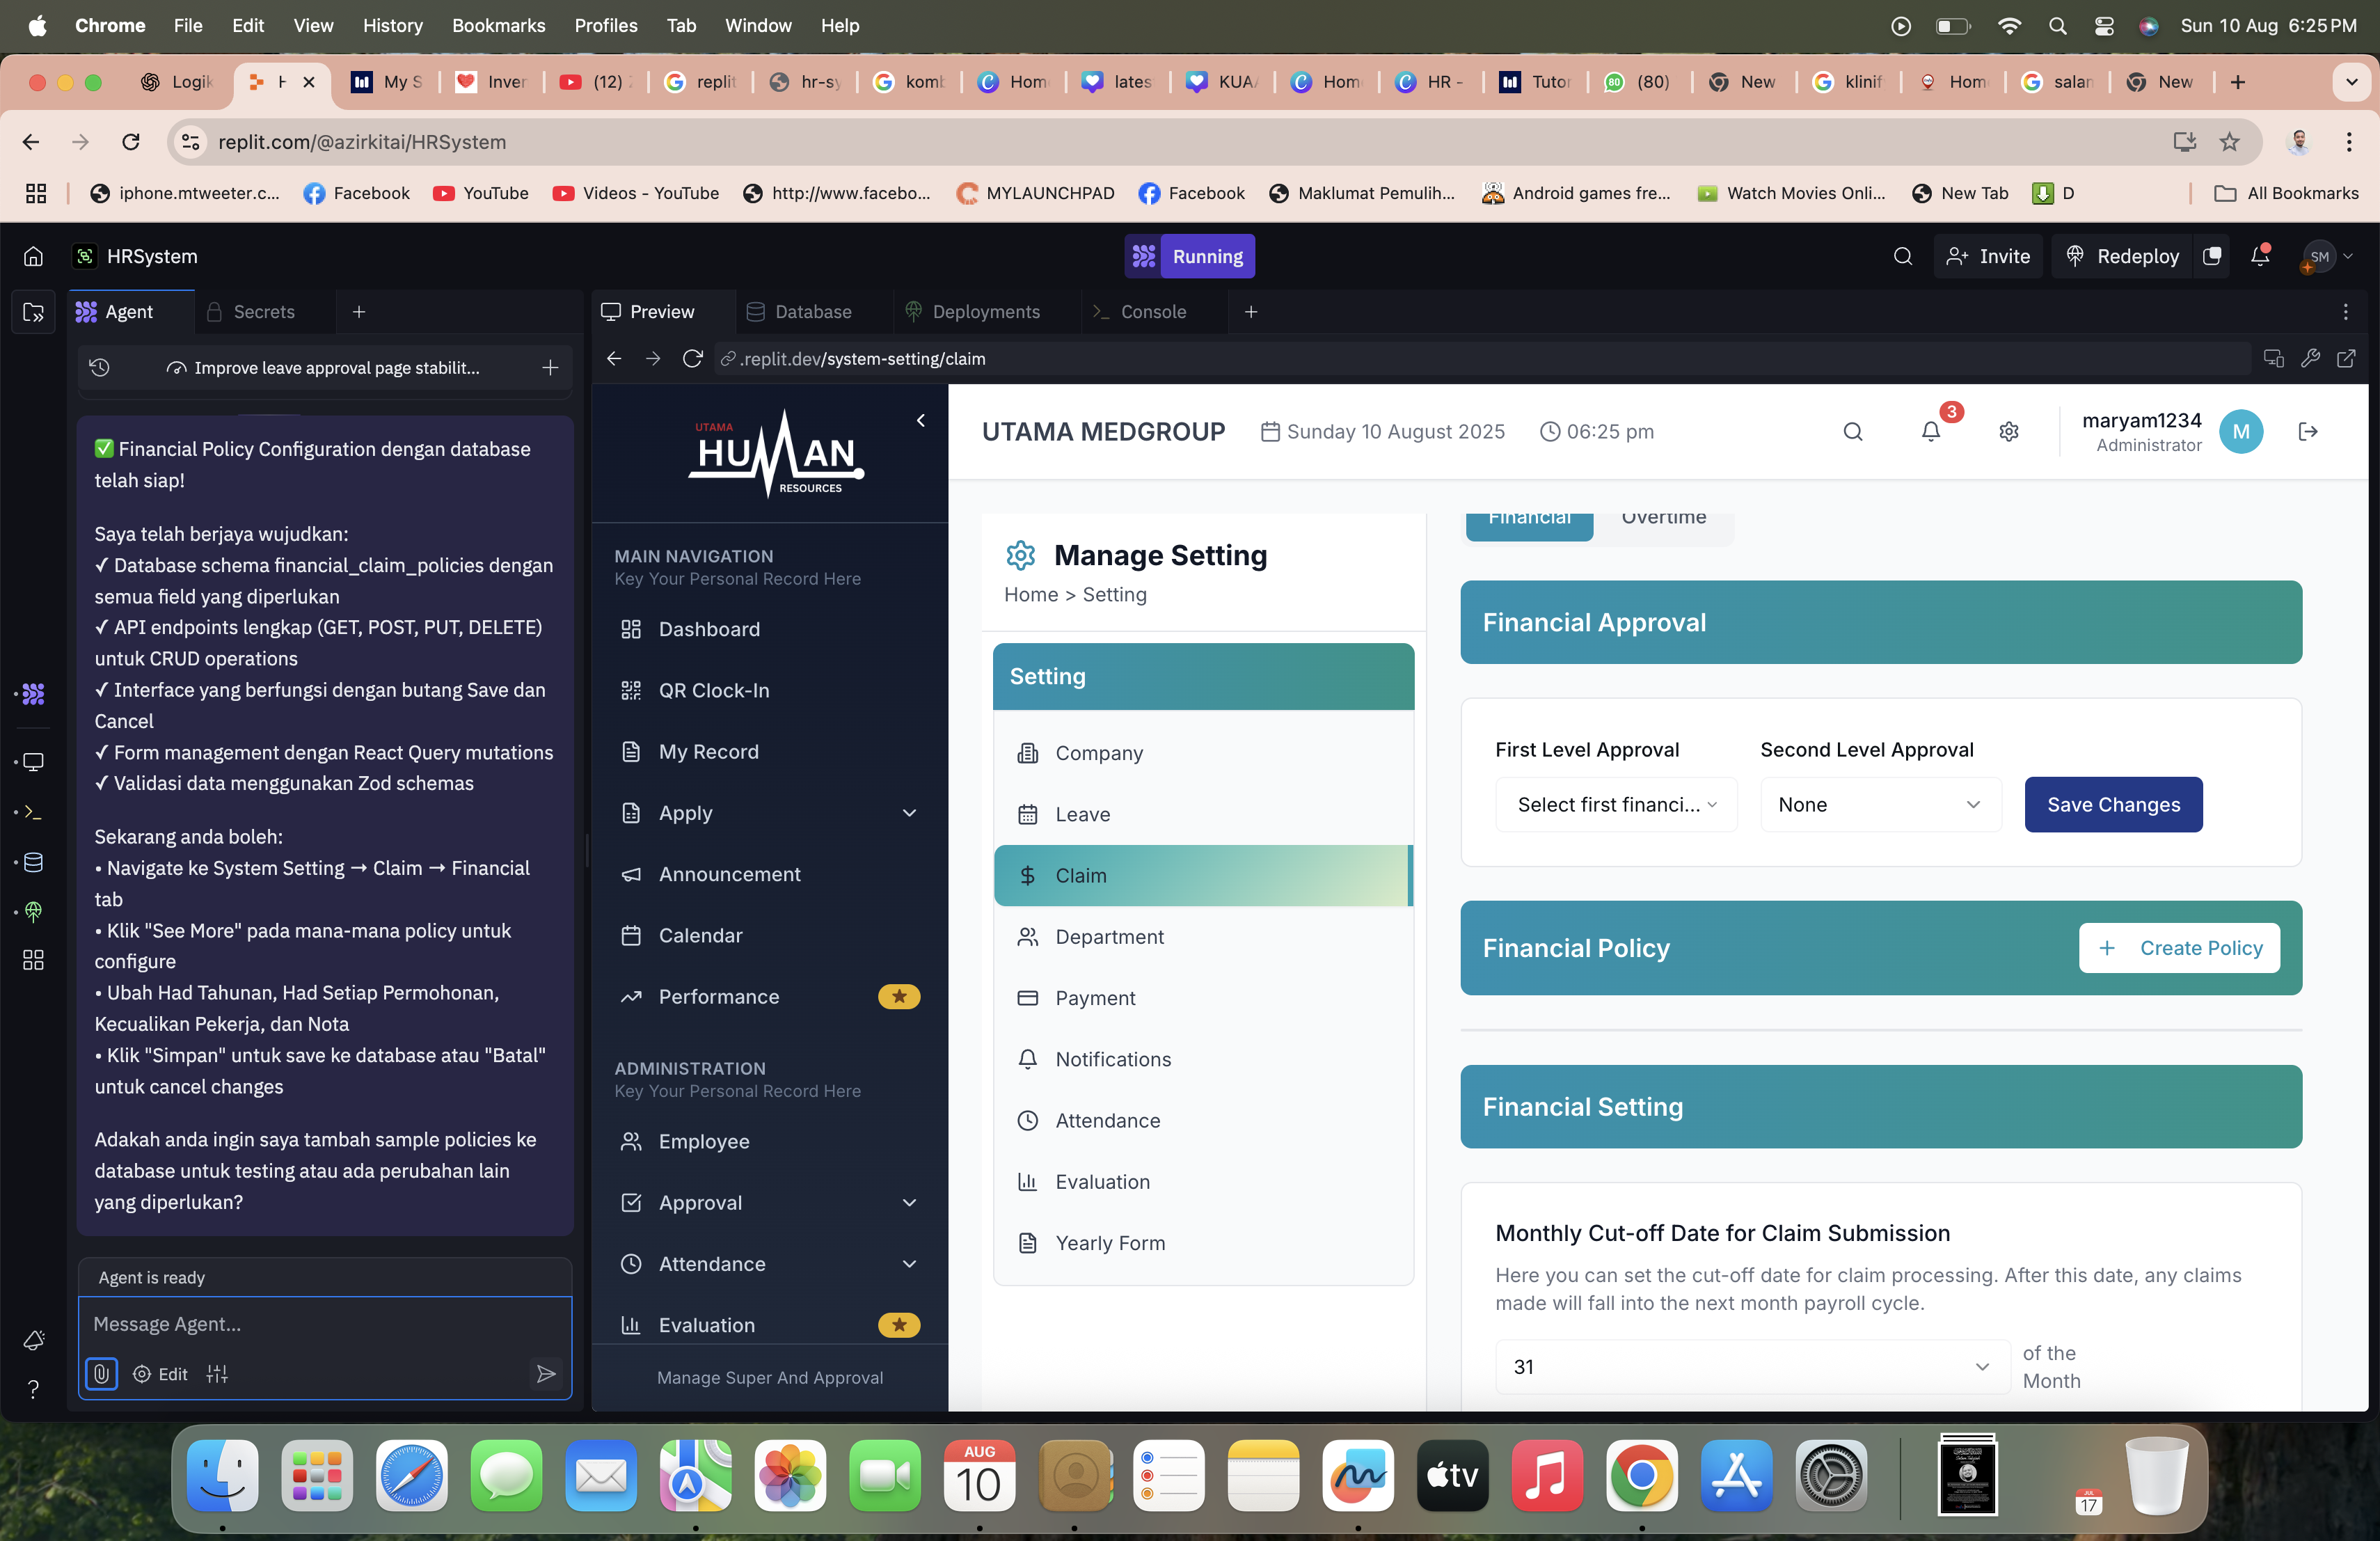 Chrome File Edit View History Bookmarks Profiles Tab Window Help
Sun 10 Aug 6:25 PM
Logik
My S
Inver
(12)
replit
hr-sy
komb
Home
lates
KUA
Hom
HR -
Tutor
(80)
New
klinif
Hom
salar
New
replit.com/@azirkitai/HRSystem
iphone.mtweeter.c...
Facebook
YouTube
Videos - YouTube
http://www.facebo...
MYLAUNCHPAD
Facebook
Maklumat Pemulih...
Android games fre...
Watch Movies Onli...
New Tab
D
All Bookmarks
HRSystem
Running
Invite
Redeploy
SM
Agent
Secrets
Preview
Database
Deployments
Console
Improve leave approval page stabilit...
.replit.dev/system-setting/claim
✅ Financial Policy Configuration dengan database
telah siap!
Saya telah berjaya wujudkan:
✓ Database schema financial_claim_policies dengan
semua field yang diperlukan
✓ API endpoints lengkap (GET, POST, PUT, DELETE)
untuk CRUD operations
✓ Interface yang berfungsi dengan butang Save dan
Cancel
✓ Form management dengan React Query mutations
✓ Validasi data menggunakan Zod schemas
Sekarang anda boleh:
• Navigate ke System Setting → Claim → Financial
tab
• Klik "See More" pada mana-mana policy untuk
configure
• Ubah Had Tahunan, Had Setiap Permohonan,
Kecualikan Pekerja, dan Nota
• Klik "Simpan" untuk save ke database atau "Batal"
untuk cancel changes
Adakah anda ingin saya tambah sample policies ke
database untuk testing atau ada perubahan lain
yang diperlukan?
Agent is ready
Message Agent...
Edit
UTAMA
HUMAN
RESOURCES
MAIN NAVIGATION
Key Your Personal Record Here
Dashboard
QR Clock-In
My Record
Apply
Announcement
Calendar
Performance
ADMINISTRATION
Key Your Personal Record Here
Employee
Approval
Attendance
Evaluation
Manage Super And Approval
UTAMA MEDGROUP
Sunday 10 August 2025
06:25 pm
3
maryam1234
Administrator
M
Manage Setting
Home > Setting
Setting
Company
Leave
Claim
Department
Payment
Notifications
Attendance
Evaluation
Yearly Form
Financial
Overtime
Financial Approval
First Level Approval
Second Level Approval
Select first financi...
None
Save Changes
Financial Policy
+ Create Policy
Financial Setting
Monthly Cut-off Date for Claim Submission
Here you can set the cut-off date for claim processing. After this date, any claims
made will fall into the next month payroll cycle.
31
of the
Month
AUG
10
tv
JUL
17